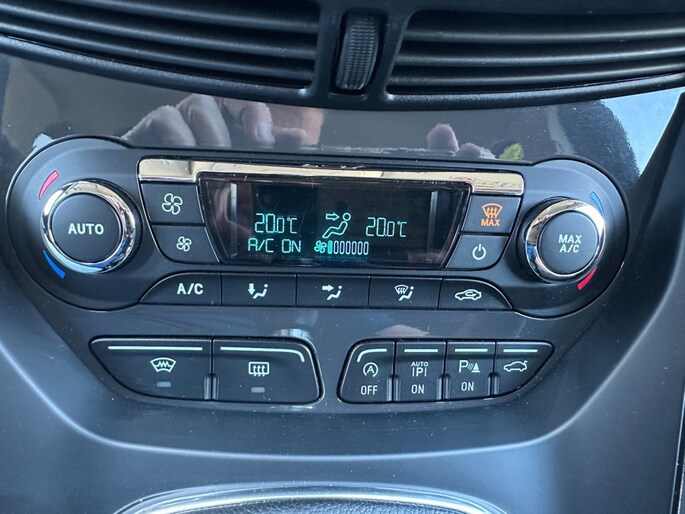 AUTO
20.0°C 20.0°C
A/C ON
MAX
MAX
A/C
A/C
OFF
AUTO
P
ON
P
ON